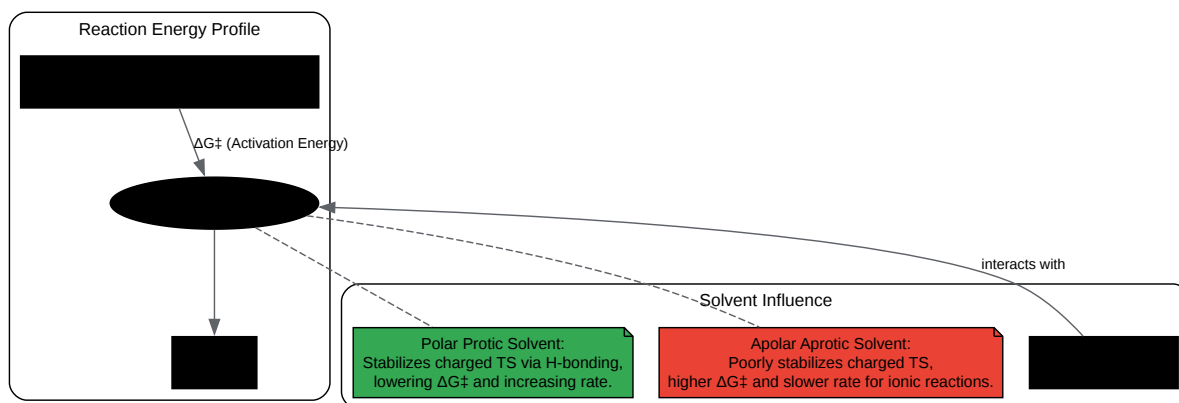 Reaction Energy Profile
ΔG‡ (Activation Energy)
interacts with
Solvent Influence
Polar Protic Solvent:
Stabilizes charged TS via H-bonding,
lowering ΔG‡ and increasing rate.
Apolar Aprotic Solvent:
Poorly stabilizes charged TS,
higher ΔG‡ and slower rate for ionic reactions.